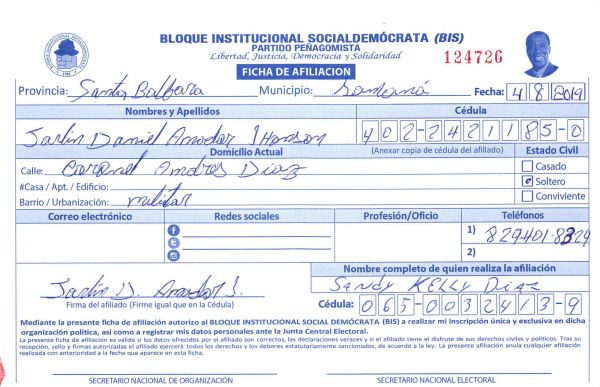 BLOQUE INSTITUCIONAL SOCIALDEMÓCRATA (BIS)
PARTIDO PEÑAGOMISTA
Libertad, Justicia, Democracia y Solidaridad
124726
FICHA DE AFILIACION
Provincia: Santa Barbara Municipio: Samaná Fecha: 4/8/2019
Nombres y Apellidos Cédula
Jarlin Daniel Amador Jhonson 402-2421185-0
Domicilio Actual (Anexar copia de cédula del afiliado) Estado Civil
Calle: Coronel Andres Diaz Casado
#Casa / Apt. / Edificio: Soltero
Barrio / Urbanización: militar Conviviente
Correo electrónico Redes sociales Profesión/Oficio Teléfonos
1) 829401-8329
2)
Nombre completo de quien realiza la afiliación
Jarlin D. Amador J. Sandy Kelly Diaz
Firma del afiliado (Firme igual que en la Cédula) Cédula: 065-0032413-9
Mediante la presente ficha de afiliación autorizo al BLOQUE INSTITUCIONAL SOCIAL DEMÓCRATA (BIS) a realizar mi inscripción única y exclusiva en dicha
organización política, así como a registrar mis datos personales ante la Junta Central Electoral.
La presente ficha de afiliación es válida si los datos ofrecidos por el afiliado son correctos, las declaraciones veraces y si el afiliado tiene el disfrute de sus derechos civiles y políticos. Tras su
recepción, sello y firmas autorizadas el afiliado ejercerá todos los derechos y los deberes estatutariamente sancionados, de acuerdo a la ley. La presente afiliación anula cualquier afiliación
realizada con anterioridad a la fecha que aparece en esta ficha.
SECRETARIO NACIONAL DE ORGANIZACIÓN SECRETARIO NACIONAL ELECTORAL